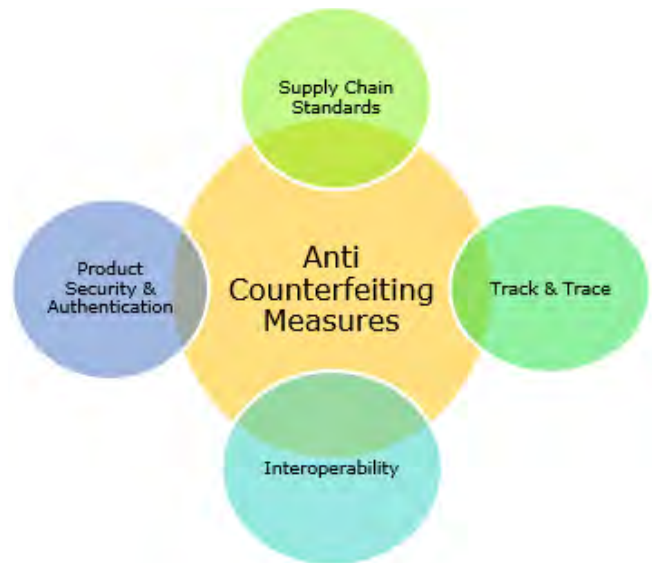 Supply Chain
Standards
Anti
Counterfeiting
Measures
Product
Security &
Authentication
Track & Trace
Interoperability